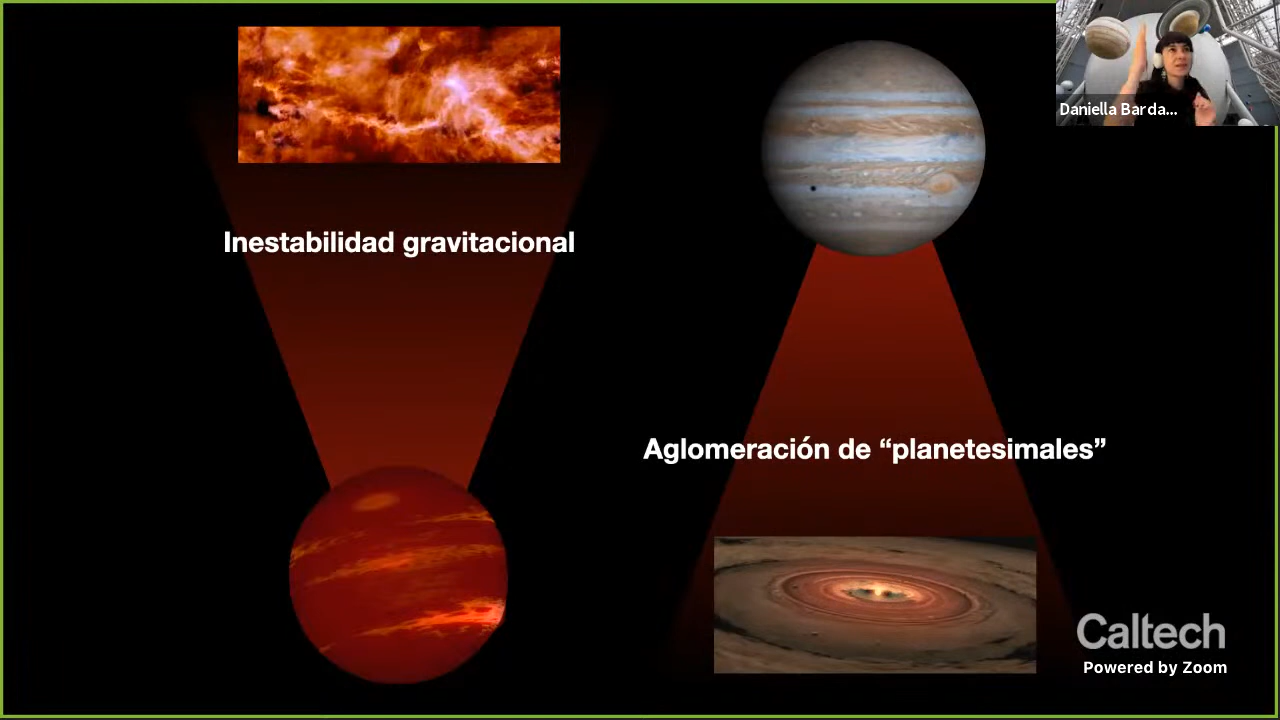 Daniella Barda...
Inestabilidad gravitacional
Aglomeración de “planetesimales”
Caltech
Powered by Zoom